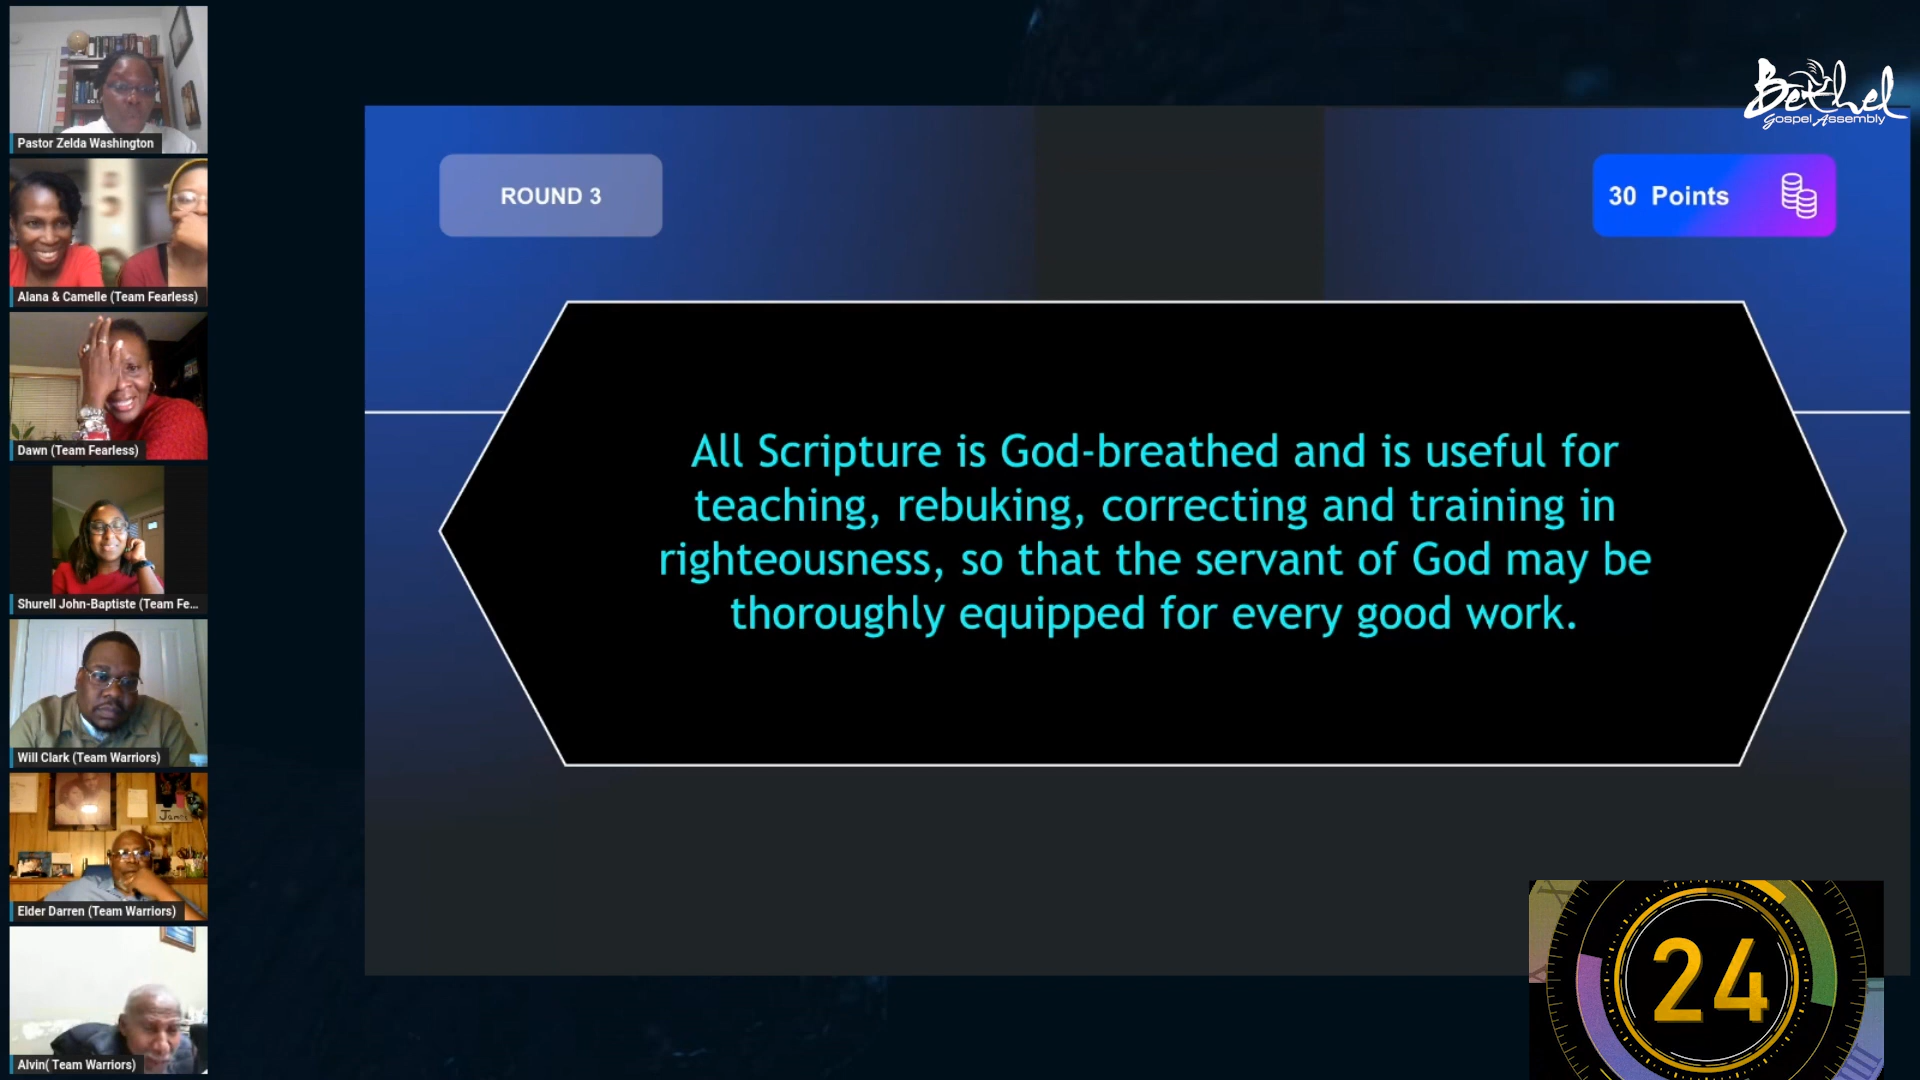 Pastor Zelda Washington
Alana & Camelle (Team Fearless)
Dawn (Team Fearless)
Shurell John-Baptiste (Team Fe...
Will Clark (Team Warriors)
Elder Darren (Team Warriors)
Alvin( Team Warriors)
Bethel
Gospel Assembly
ROUND 3
30 Points
All Scripture is God-breathed and is useful for
teaching, rebuking, correcting and training in
righteousness, so that the servant of God may be
thoroughly equipped for every good work.
24